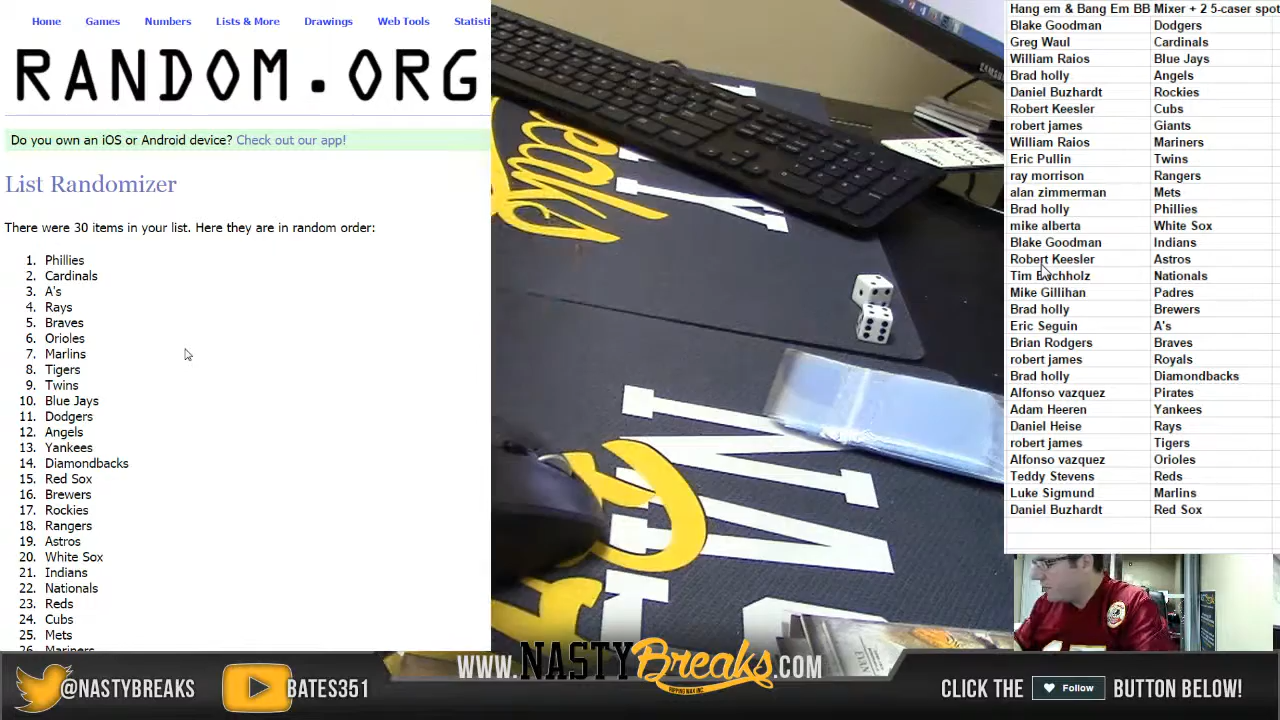 Home Games Numbers Lists & More Drawings Web Tools Statisti
RANDOM.ORG
Do you own an iOS or Android device? Check out our app!
List Randomizer
There were 30 items in your list. Here they are in random order:
1. Phillies
2. Cardinals
3. A's
4. Rays
5. Braves
6. Orioles
7. Marlins
8. Tigers
9. Twins
10. Blue Jays
11. Dodgers
12. Angels
13. Yankees
14. Diamondbacks
15. Red Sox
16. Brewers
17. Rockies
18. Rangers
19. Astros
20. White Sox
21. Indians
22. Nationals
23. Reds
24. Cubs
25. Mets
26. Mariners
Hang em & Bang Em BB Mixer + 2 5-caser spot
Blake Goodman Dodgers
Greg Waul Cardinals
William Raios Blue Jays
Brad holly Angels
Daniel Buzhardt Rockies
Robert Keesler Cubs
robert james Giants
William Raios Mariners
Eric Pullin Twins
ray morrison Rangers
alan zimmerman Mets
Brad holly Phillies
mike alberta White Sox
Blake Goodman Indians
Robert Keesler Astros
Tim Buchholz Nationals
Mike Gillihan Padres
Brad holly Brewers
Eric Seguin A's
Brian Rodgers Braves
robert james Royals
Brad holly Diamondbacks
Alfonso vazquez Pirates
Adam Heeren Yankees
Daniel Heise Rays
robert james Tigers
Alfonso vazquez Orioles
Teddy Stevens Reds
Luke Sigmund Marlins
Daniel Buzhardt Red Sox
@NASTYBREAKS
BATES351
WWW.NASTYBreaks.COM
RIPPING WAX INC.
CLICK THE Follow BUTTON BELOW!